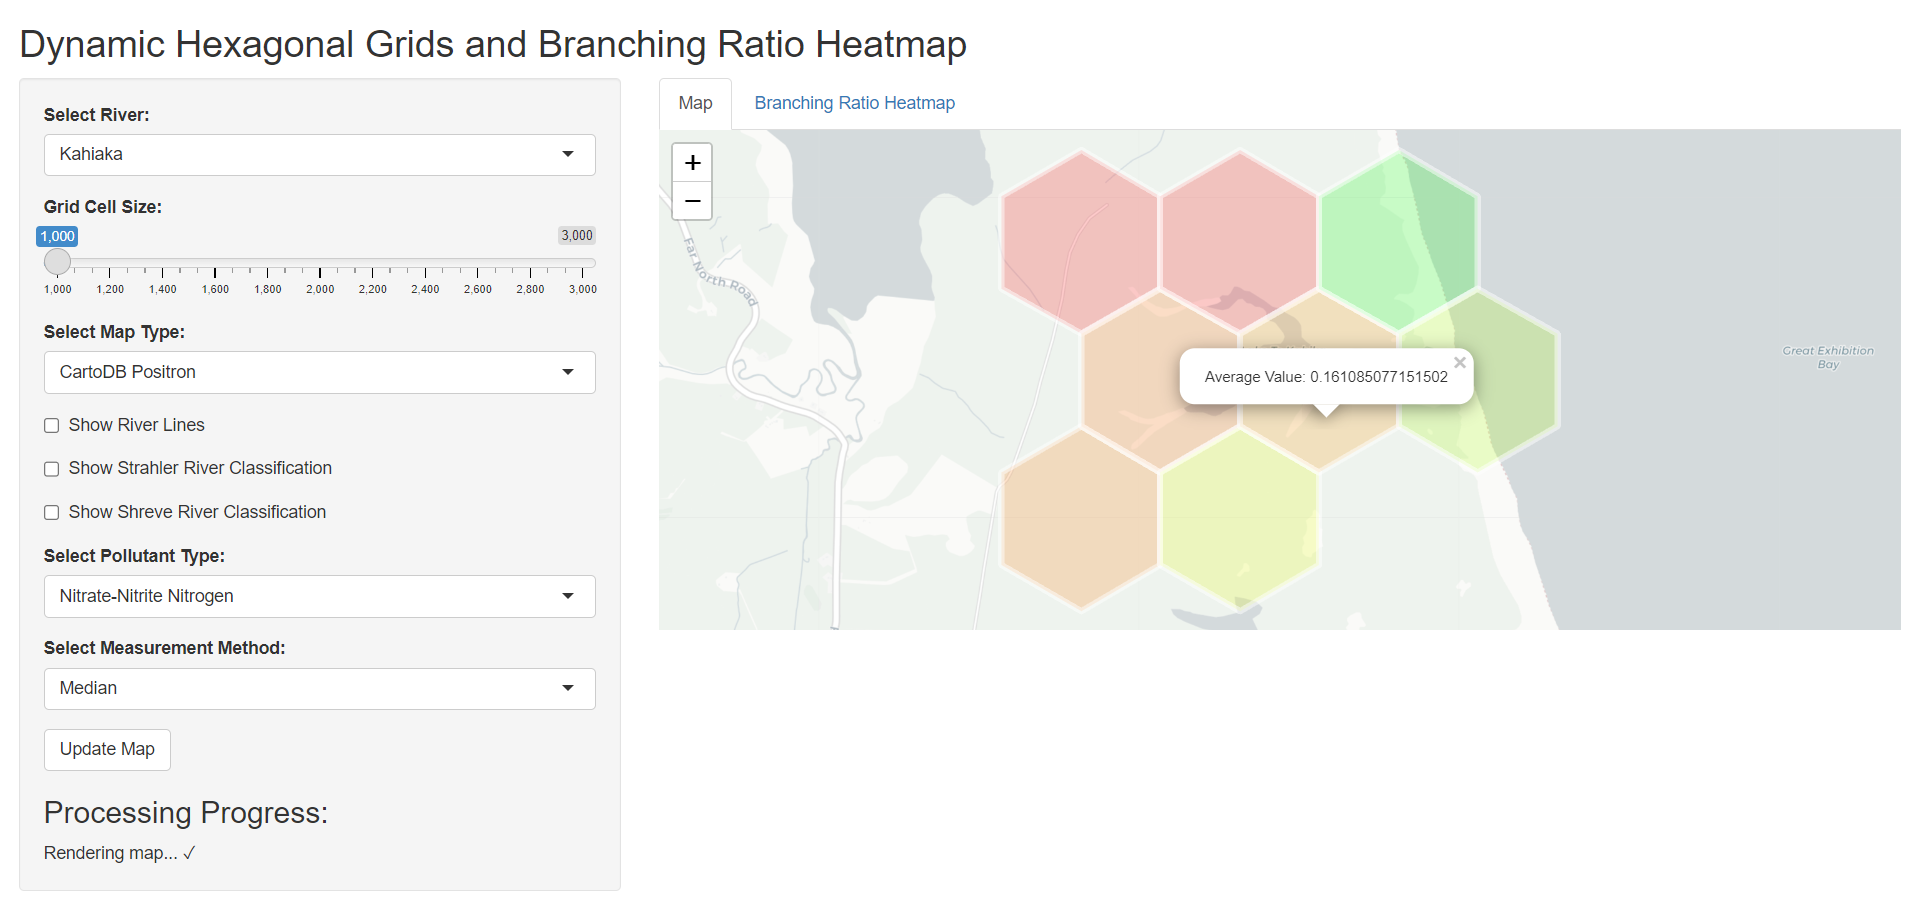 Dynamic Hexagonal Grids and Branching Ratio Heatmap
Select River:
Kahiaka
Grid Cell Size:
1,000
3,000
1,000 1,200 1,400 1,600 1,800 2,000 2,200 2,400 2,600 2,800 3,000
Select Map Type:
CartoDB Positron
Show River Lines
Show Strahler River Classification
Show Shreve River Classification
Select Pollutant Type:
Nitrate-Nitrite Nitrogen
Select Measurement Method:
Median
Update Map
Processing Progress:
Rendering map... ✓
Map
Branching Ratio Heatmap
+
−
Far North Road
Average Value: 0.161085077151502
×
Great Exhibition
Bay